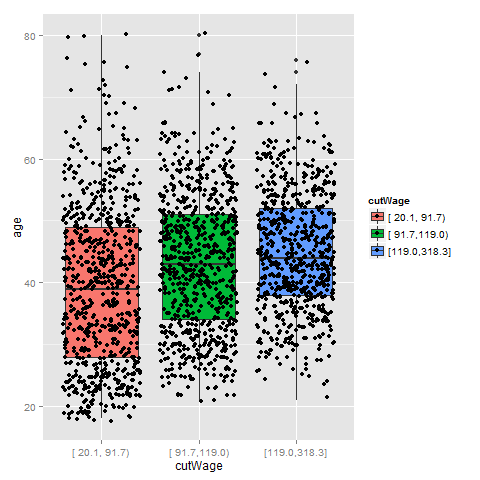 80
60
40
20
age
[ 20.1, 91.7)
[ 91.7,119.0)
[119.0,318.3]
cutWage
cutWage
[ 20.1, 91.7)
[ 91.7,119.0)
[119.0,318.3]